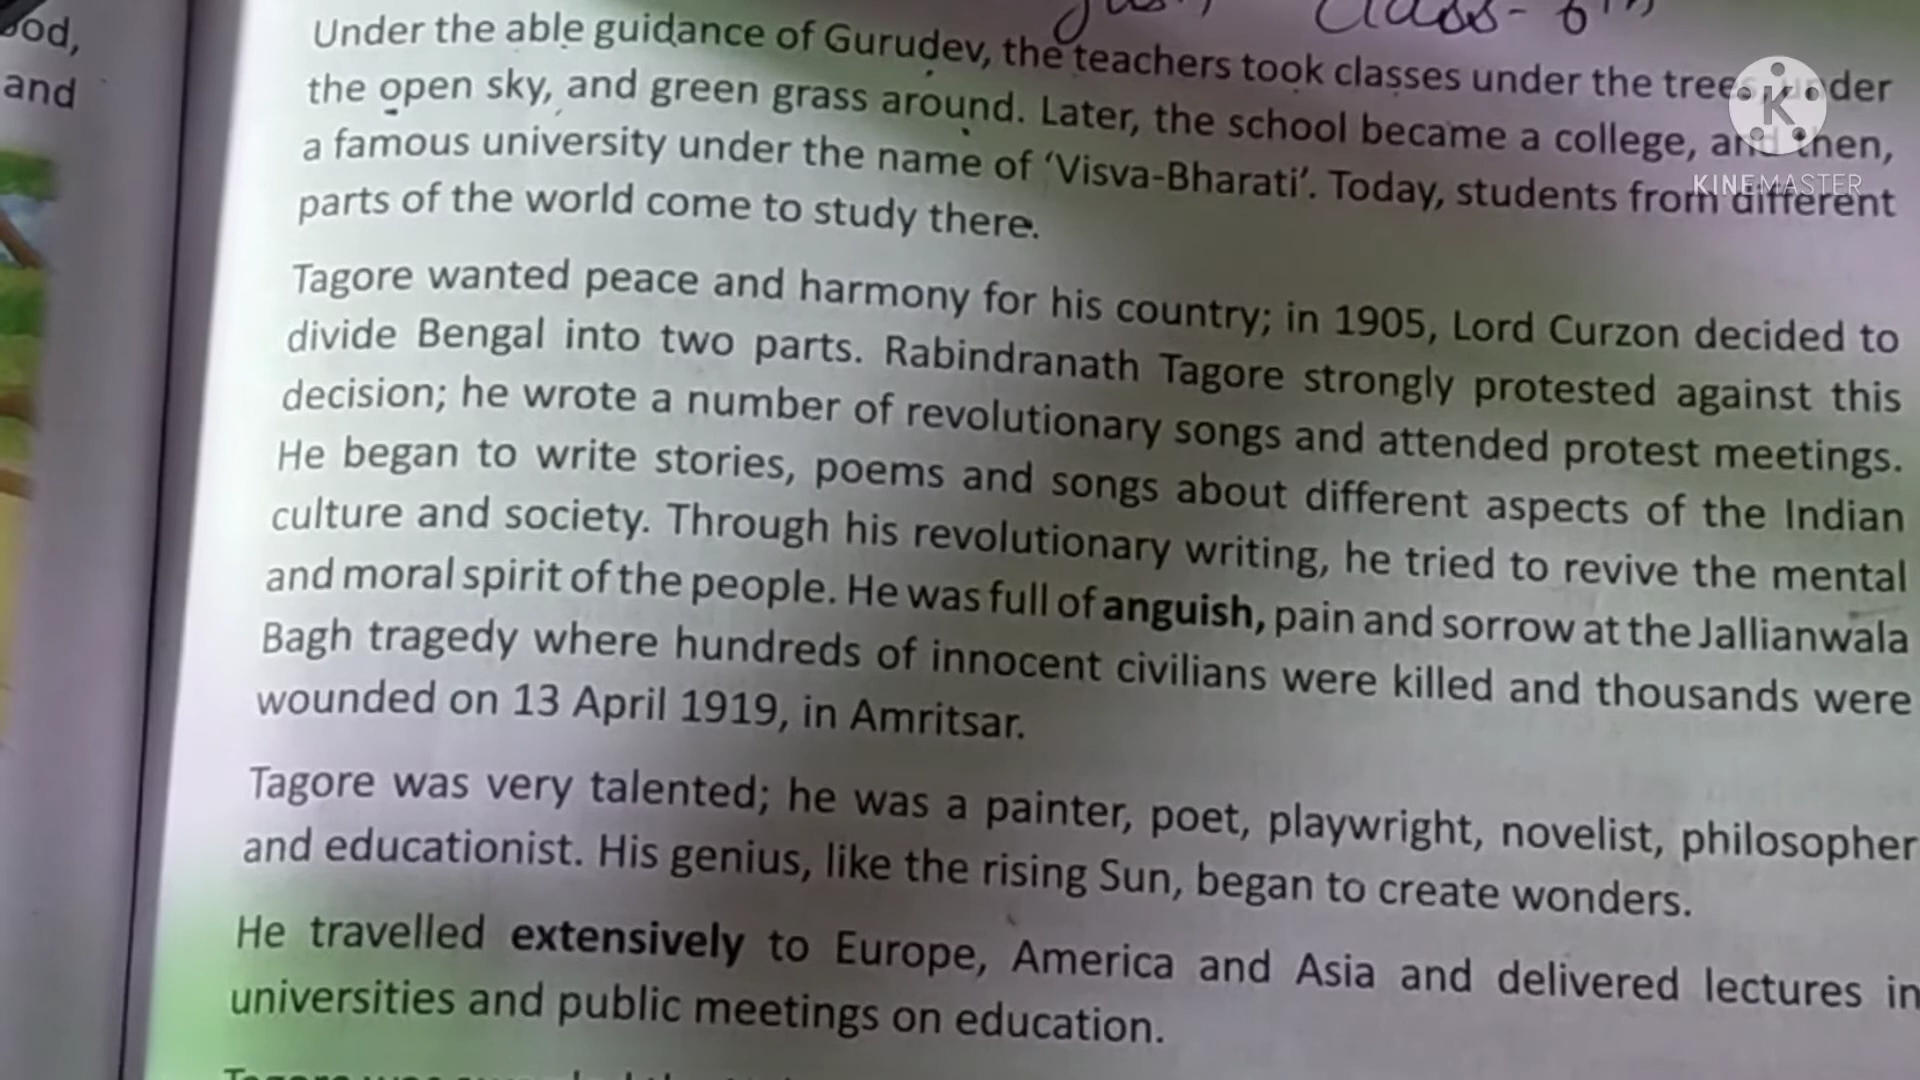 ood,
and
Class- 6th
Under the able guidance of Gurudev, the teachers took classes under the trees, under
the open sky, and green grass around. Later, the school became a college, and then,
a famous university under the name of ‘Visva-Bharati’. Today, students from different
parts of the world come to study there.
Tagore wanted peace and harmony for his country; in 1905, Lord Curzon decided to
divide Bengal into two parts. Rabindranath Tagore strongly protested against this
decision; he wrote a number of revolutionary songs and attended protest meetings.
He began to write stories, poems and songs about different aspects of the Indian
culture and society. Through his revolutionary writing, he tried to revive the mental
and moral spirit of the people. He was full of anguish, pain and sorrow at the Jallianwala
Bagh tragedy where hundreds of innocent civilians were killed and thousands were
wounded on 13 April 1919, in Amritsar.
Tagore was very talented; he was a painter, poet, playwright, novelist, philosopher
and educationist. His genius, like the rising Sun, began to create wonders.
He travelled extensively to Europe, America and Asia and delivered lectures in
universities and public meetings on education.
K
KINEMASTER